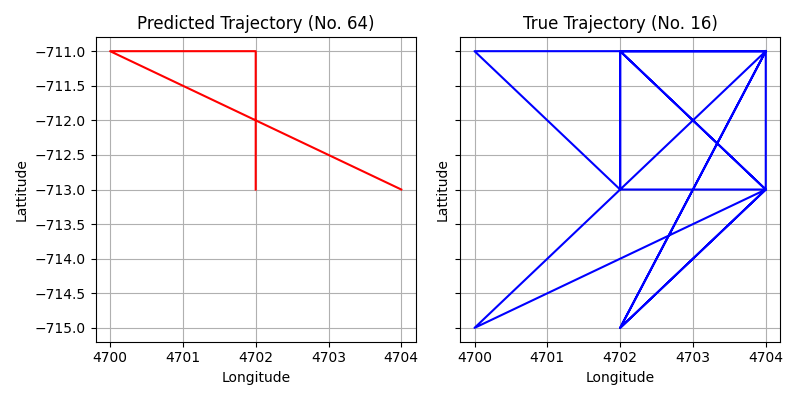 Predicted Trajectory (No. 64)
True Trajectory (No. 16)
−711.0
−711.5
−712.0
−712.5
−713.0
−713.5
−714.0
−714.5
−715.0
Lattitude
Lattitude
4700 4701 4702 4703 4704
4700 4701 4702 4703 4704
Longitude
Longitude